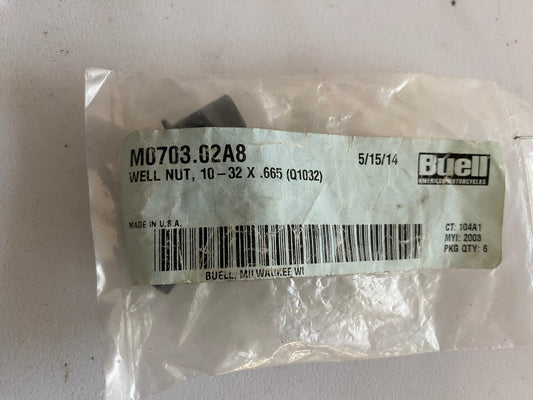 M0703.02A8
5/15/14
Buell
AMERICAN MOTORCYCLES
WELL NUT, 10-32 X .665 (Q1032)
MADE IN U.S.A.
CT: 104A1
MYI: 2003
PKG QTY: 6
BUELL, MILWAUKEE WI